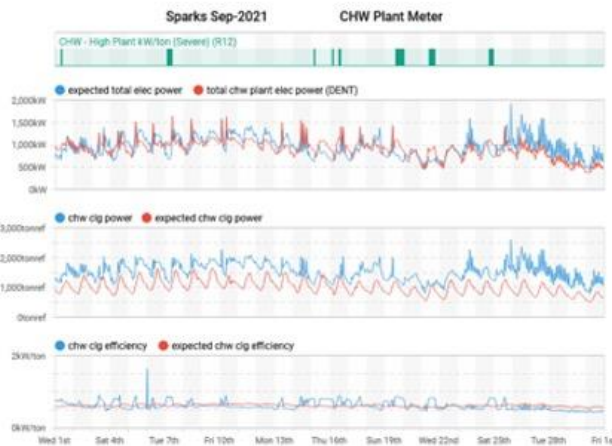 Sparks Sep-2021 CHW Plant Meter
CHW - High Plant kW/ton (Severe) (R12)
expected total elec power total chw plant elec power (DENT)
2,000kW
1,500kW
1,000kW
500kW
0kW
chw clg power expected chw clg power
3,000tonref
2,000tonref
1,000tonref
0tonref
chw clg efficiency expected chw clg efficiency
2kW/ton
0kW/ton
Wed 1st Sat 4th Tue 7th Fri 10th Mon 13th Thu 16th Sun 19th Wed 22nd Sat 25th Tue 28th Fri 1st